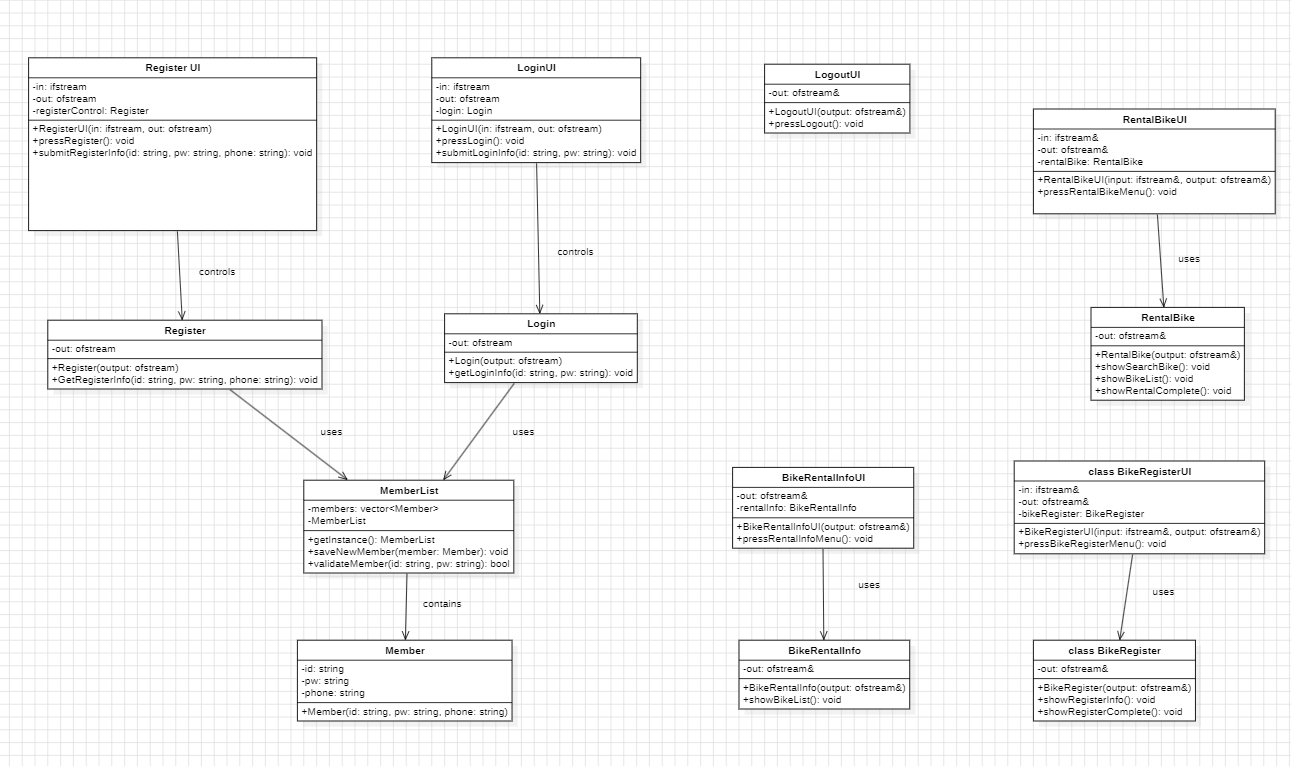 Register UI
-in: ifstream
-out: ofstream
-registerControl: Register
+RegisterUI(in: ifstream, out: ofstream)
+pressRegister(): void
+submitRegisterInfo(id: string, pw: string, phone: string): void
LoginUI
-in: ifstream
-out: ofstream
-login: Login
+LoginUI(in: ifstream, out: ofstream)
+pressLogin(): void
+submitLoginInfo(id: string, pw: string): void
LogoutUI
-out: ofstream&
+LogoutUI(output: ofstream&)
+pressLogout(): void
RentalBikeUI
-in: ifstream&
-out: ofstream&
-rentalBike: RentalBike
+RentalBikeUI(input: ifstream&, output: ofstream&)
+pressRentalBikeMenu(): void
controls
controls
uses
Register
-out: ofstream
+Register(output: ofstream)
+GetRegisterInfo(id: string, pw: string, phone: string): void
Login
-out: ofstream
+Login(output: ofstream)
+getLoginInfo(id: string, pw: string): void
RentalBike
-out: ofstream&
+RentalBike(output: ofstream&)
+showSearchBike(): void
+showBikeList(): void
+showRentalComplete(): void
uses
uses
MemberList
-members: vector<Member>
-MemberList
+getInstance(): MemberList
+saveNewMember(member: Member): void
+validateMember(id: string, pw: string): bool
BikeRentalInfoUI
-out: ofstream&
-rentalInfo: BikeRentalInfo
+BikeRentalInfoUI(output: ofstream&)
+pressRentalInfoMenu(): void
class BikeRegisterUI
-in: ifstream&
-out: ofstream&
-bikeRegister: BikeRegister
+BikeRegisterUI(input: ifstream&, output: ofstream&)
+pressBikeRegisterMenu(): void
contains
uses
uses
Member
-id: string
-pw: string
-phone: string
+Member(id: string, pw: string, phone: string)
BikeRentalInfo
-out: ofstream&
+BikeRentalInfo(output: ofstream&)
+showBikeList(): void
class BikeRegister
-out: ofstream&
+BikeRegister(output: ofstream&)
+showRegisterInfo(): void
+showRegisterComplete(): void